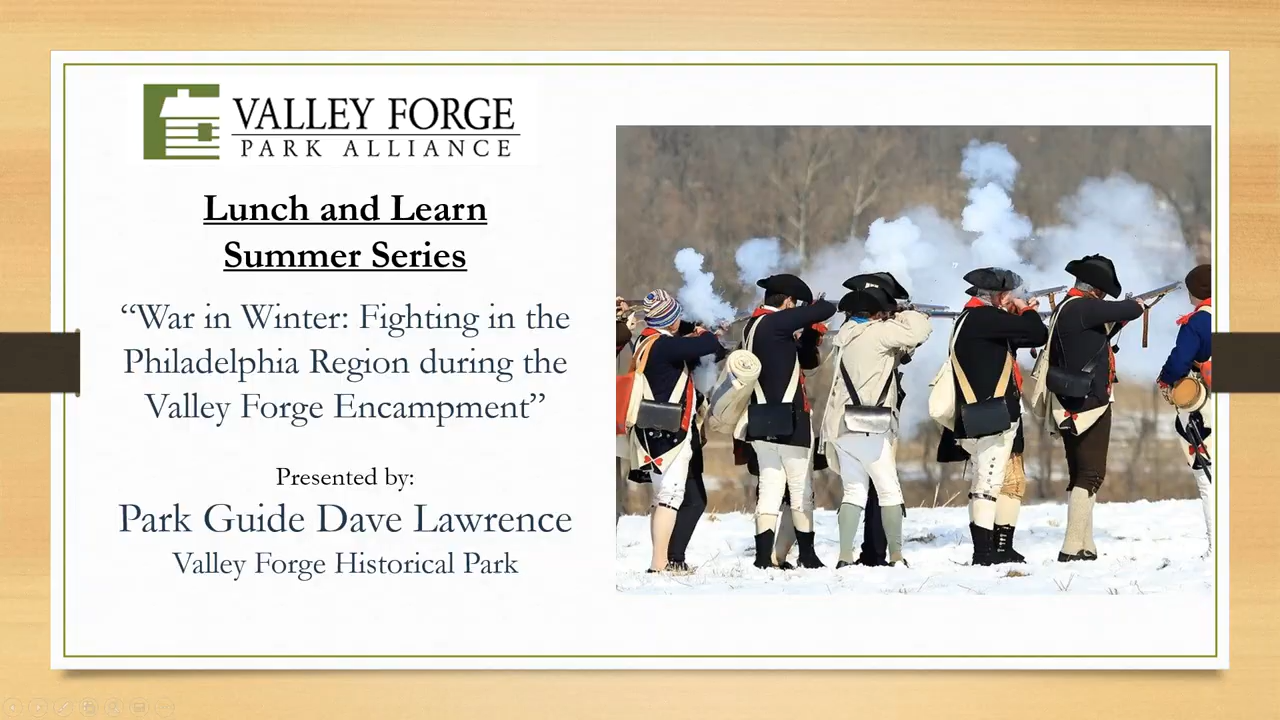 VALLEY FORGE
PARK ALLIANCE
Lunch and Learn
Summer Series
“War in Winter: Fighting in the
Philadelphia Region during the
Valley Forge Encampment”
Presented by:
Park Guide Dave Lawrence
Valley Forge Historical Park